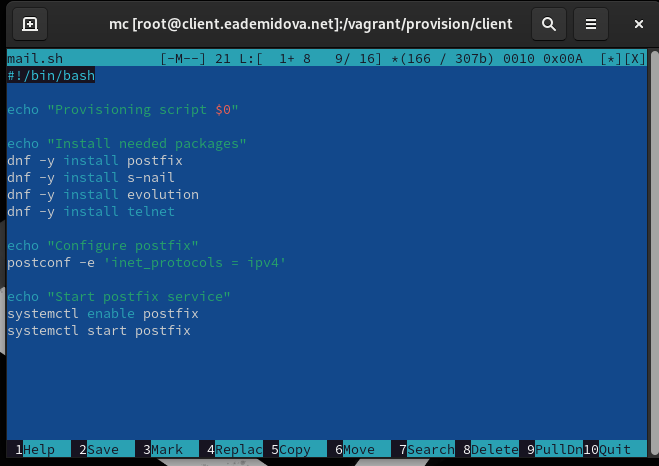 mc [root@client.eademidova.net]:/vagrant/provision/client
mail.sh [-M--] 21 L:[ 1+ 8 9/ 16] *(166 / 307b) 0010 0x00A [*][X]
#!/bin/bash
echo "Provisioning script $0"
echo "Install needed packages"
dnf -y install postfix
dnf -y install s-nail
dnf -y install evolution
dnf -y install telnet
echo "Configure postfix"
postconf -e 'inet_protocols = ipv4'
echo "Start postfix service"
systemctl enable postfix
systemctl start postfix
1Help 2Save 3Mark 4Replac 5Copy 6Move 7Search 8Delete 9PullDn 10Quit